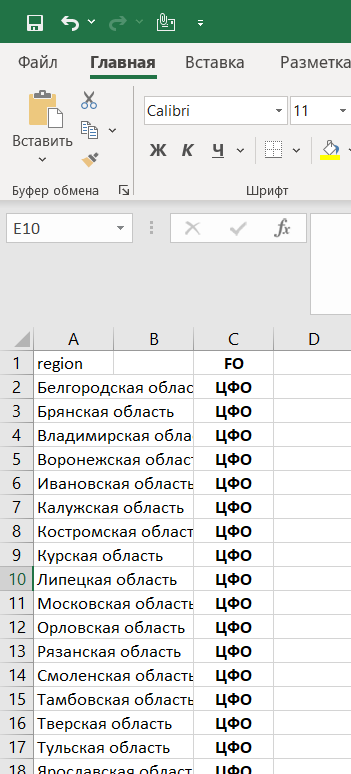 Файл Главная Вставка Разметка
Вставить
Calibri 11
Ж К Ч
Буфер обмена Шрифт
E10 fx
A B C D
1 region FO
2 Белгородская облас ЦФО
3 Брянская область ЦФО
4 Владимирская обла ЦФО
5 Воронежская област ЦФО
6 Ивановская область ЦФО
7 Калужская область ЦФО
8 Костромская област ЦФО
9 Курская область ЦФО
10 Липецкая область ЦФО
11 Московская область ЦФО
12 Орловская область ЦФО
13 Рязанская область ЦФО
14 Смоленская область ЦФО
15 Тамбовская область ЦФО
16 Тверская область ЦФО
17 Тульская область ЦФО
18 Ярославская область ЦФО